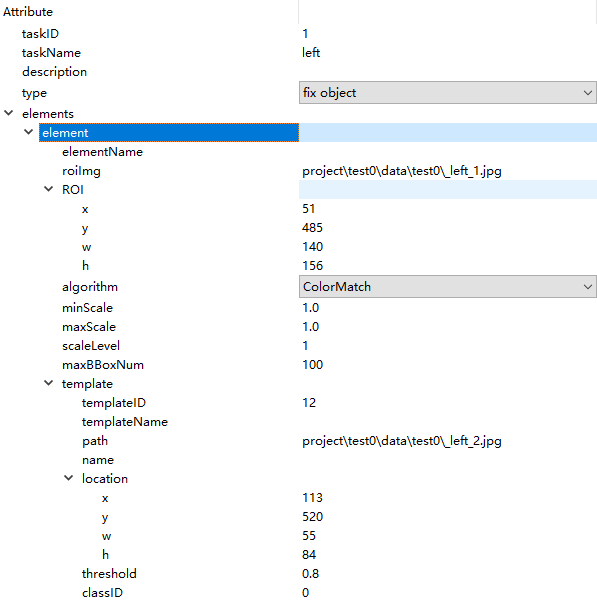 Attribute
taskID 1
taskName left
description
type fix object
elements
element
elementName
roiImg project\test0\data\test0\_left_1.jpg
ROI
x 51
y 485
w 140
h 156
algorithm ColorMatch
minScale 1.0
maxScale 1.0
scaleLevel 1
maxBBoxNum 100
template
templateID 12
templateName
path project\test0\data\test0\_left_2.jpg
name
location
x 113
y 520
w 55
h 84
threshold 0.8
classID 0